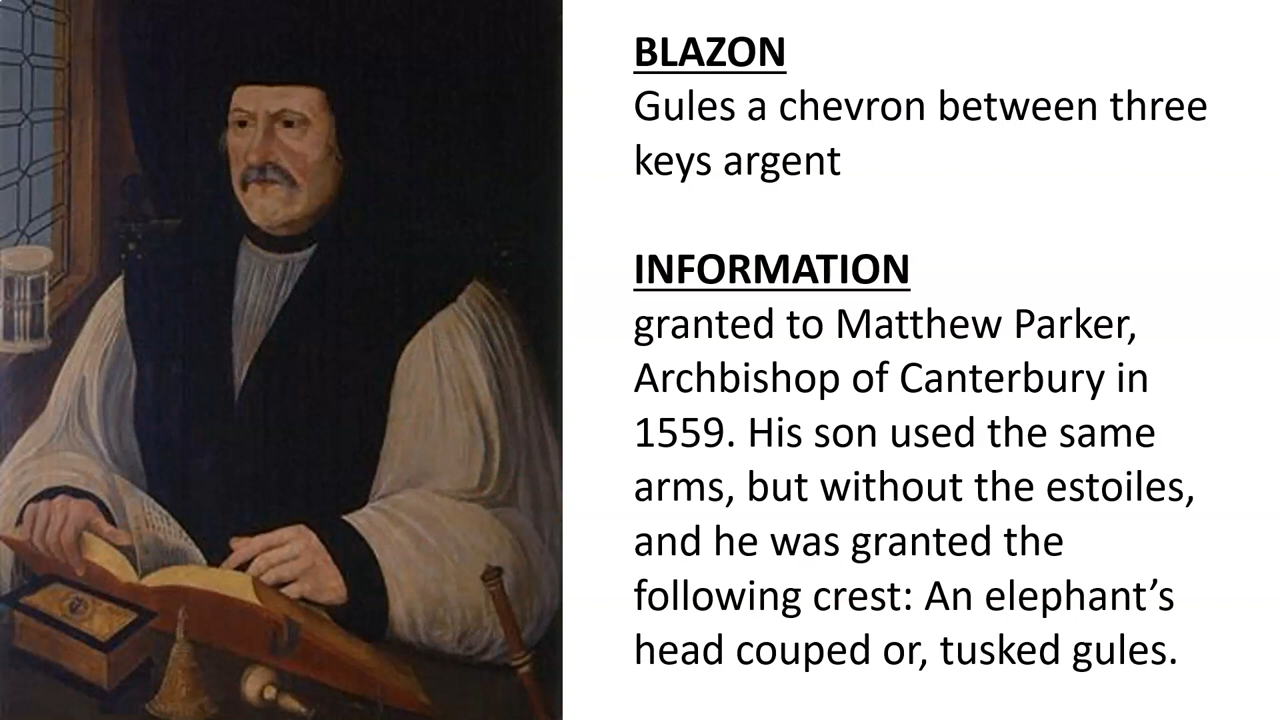 BLAZON
Gules a chevron between three
keys argent
INFORMATION
granted to Matthew Parker,
Archbishop of Canterbury in
1559. His son used the same
arms, but without the estoiles,
and he was granted the
following crest: An elephant’s
head couped or, tusked gules.